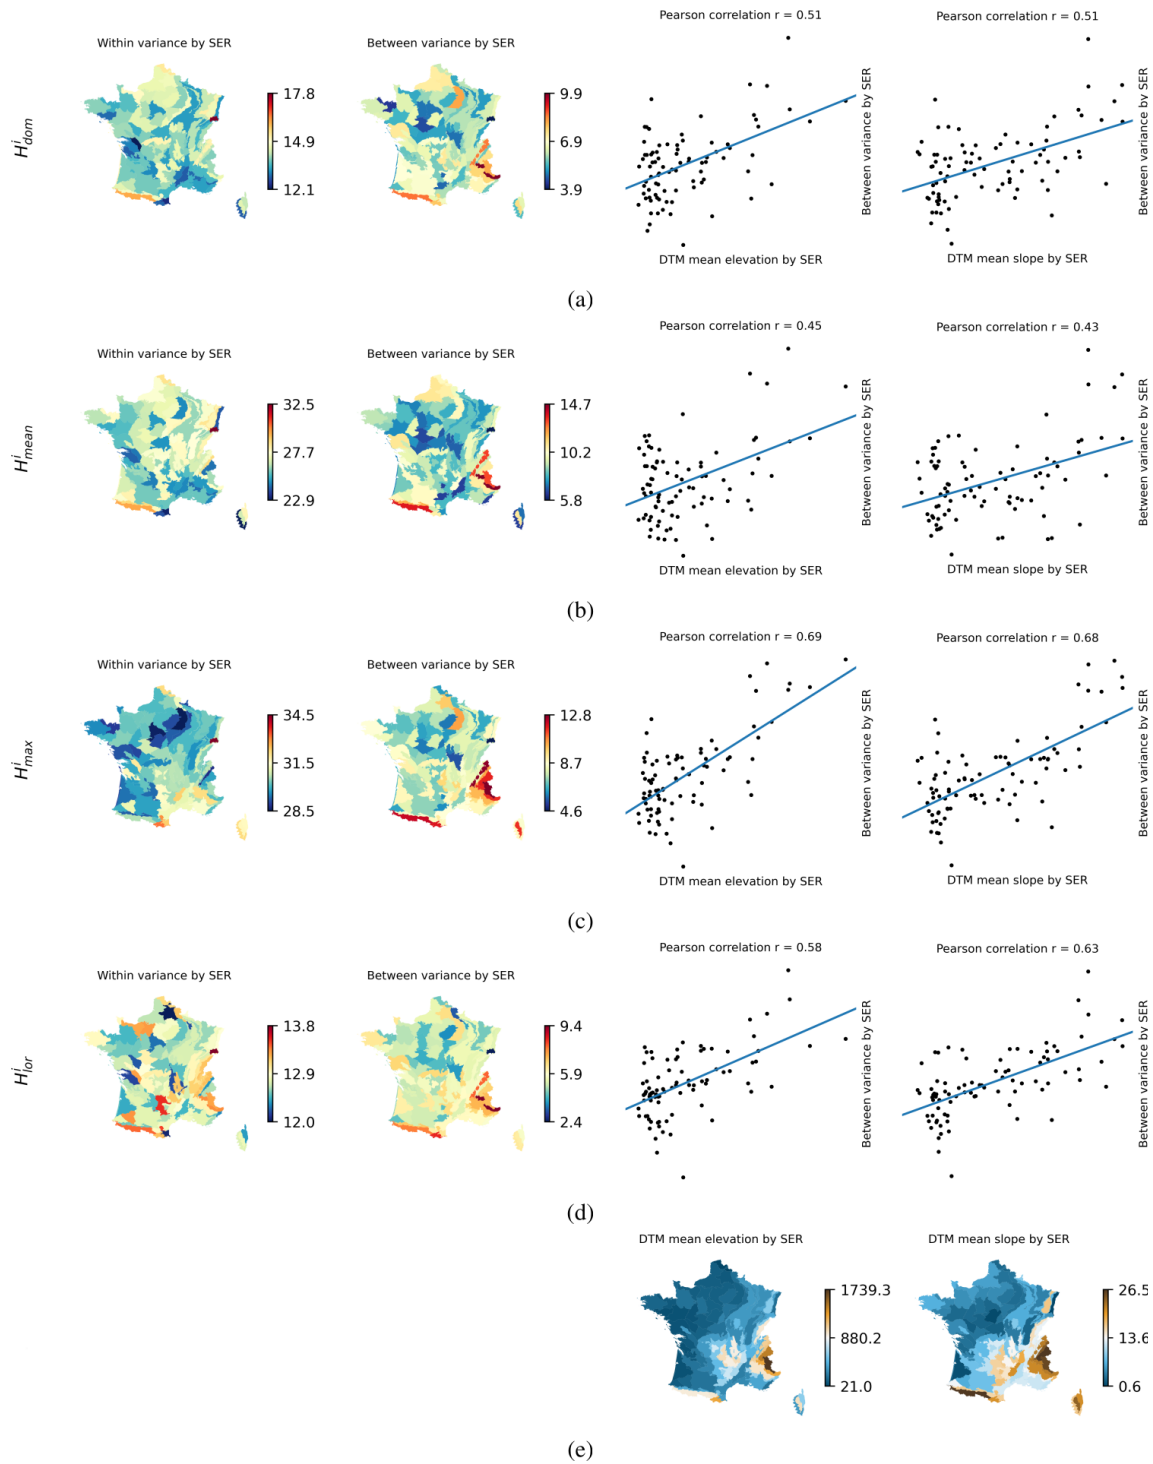 Pearson correlation r = 0.51
Pearson correlation r = 0.51
Within variance by SER
Between variance by SER
H^i_dom
17.8
14.9
12.1
9.9
6.9
3.9
Between variance by SER
Between variance by SER
DTM mean elevation by SER
DTM mean slope by SER
(a)
Pearson correlation r = 0.45
Pearson correlation r = 0.43
Within variance by SER
Between variance by SER
H^i_mean
32.5
27.7
22.9
14.7
10.2
5.8
Between variance by SER
Between variance by SER
DTM mean elevation by SER
DTM mean slope by SER
(b)
Pearson correlation r = 0.69
Pearson correlation r = 0.68
Within variance by SER
Between variance by SER
H^i_max
34.5
31.5
28.5
12.8
8.7
4.6
Between variance by SER
Between variance by SER
DTM mean elevation by SER
DTM mean slope by SER
(c)
Pearson correlation r = 0.58
Pearson correlation r = 0.63
Within variance by SER
Between variance by SER
H^i_lor
13.8
12.9
12.0
9.4
5.9
2.4
Between variance by SER
Between variance by SER
(d)
DTM mean elevation by SER
DTM mean slope by SER
1739.3
880.2
21.0
26.5
13.6
0.6
(e)